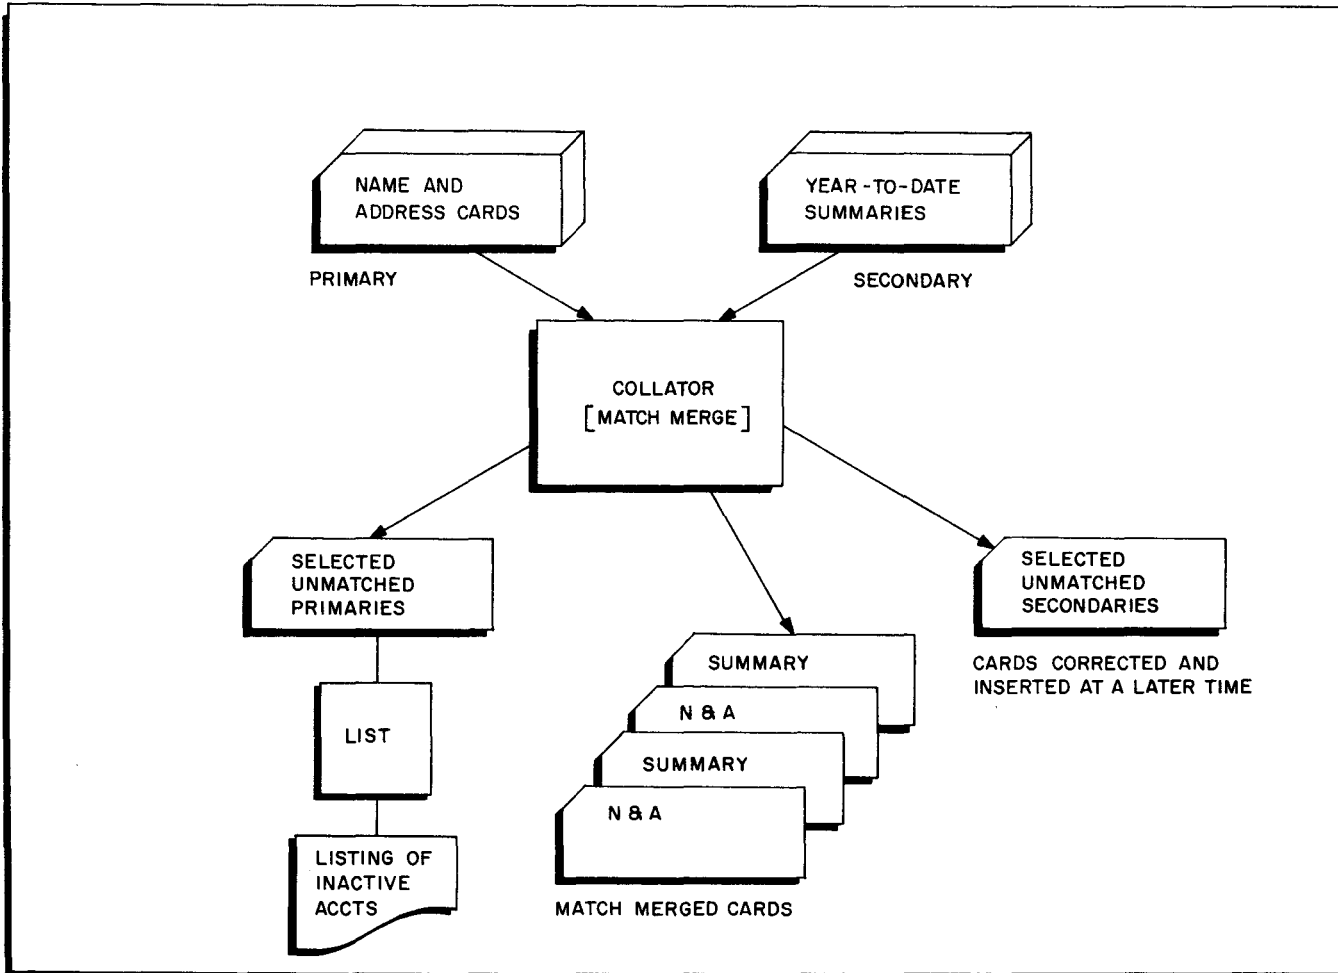 NAME AND
ADDRESS CARDS
YEAR-TO-DATE
SUMMARIES
PRIMARY
SECONDARY
COLLATOR
[MATCH MERGE]
SELECTED
UNMATCHED
PRIMARIES
SELECTED
UNMATCHED
SECONDARIES
CARDS CORRECTED AND
INSERTED AT A LATER TIME
SUMMARY
N & A
SUMMARY
N & A
MATCH MERGED CARDS
LIST
LISTING OF
INACTIVE
ACCTS